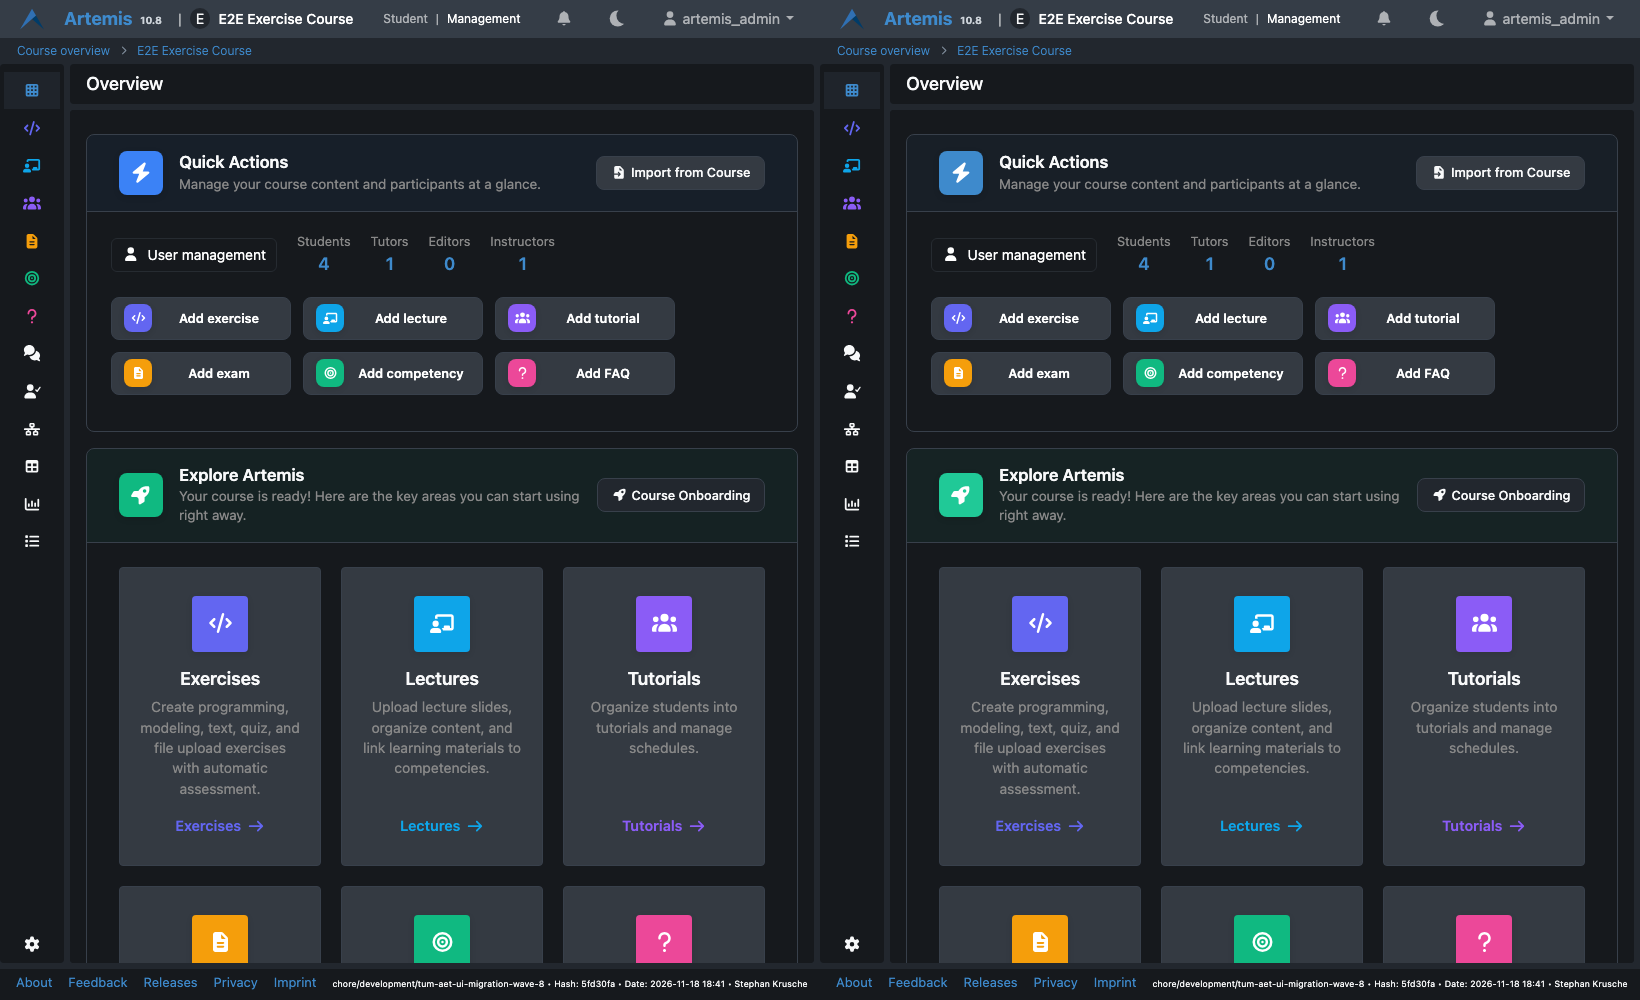 Artemis 10.8 | E E2E Exercise Course Student | Management artemis_admin
Course overview > E2E Exercise Course
Overview
Quick Actions
Manage your course content and participants at a glance.
Import from Course
User management
Students Tutors Editors Instructors
4 1 0 1
Add exercise Add lecture Add tutorial
Add exam Add competency Add FAQ
Explore Artemis
Your course is ready! Here are the key areas you can start using
right away.
Course Onboarding
Exercises
Create programming,
modeling, text, quiz, and
file upload exercises
with automatic
assessment.
Exercises →
Lectures
Upload lecture slides,
organize content, and
link learning materials to
competencies.
Lectures →
Tutorials
Organize students into
tutorials and manage
schedules.
Tutorials →
About Feedback Releases Privacy Imprint chore/development/tum-aet-ui-migration-wave-8 • Hash: 5fd30fa • Date: 2026-11-18 18:41 • Stephan Krusche
Artemis 10.8 | E E2E Exercise Course Student | Management artemis_admin
Course overview > E2E Exercise Course
Overview
Quick Actions
Manage your course content and participants at a glance.
Import from Course
User management
Students Tutors Editors Instructors
4 1 0 1
Add exercise Add lecture Add tutorial
Add exam Add competency Add FAQ
Explore Artemis
Your course is ready! Here are the key areas you can start using
right away.
Course Onboarding
Exercises
Create programming,
modeling, text, quiz, and
file upload exercises
with automatic
assessment.
Exercises →
Lectures
Upload lecture slides,
organize content, and
link learning materials to
competencies.
Lectures →
Tutorials
Organize students into
tutorials and manage
schedules.
Tutorials →
About Feedback Releases Privacy Imprint chore/development/tum-aet-ui-migration-wave-8 • Hash: 5fd30fa • Date: 2026-11-18 18:41 • Stephan Krusche